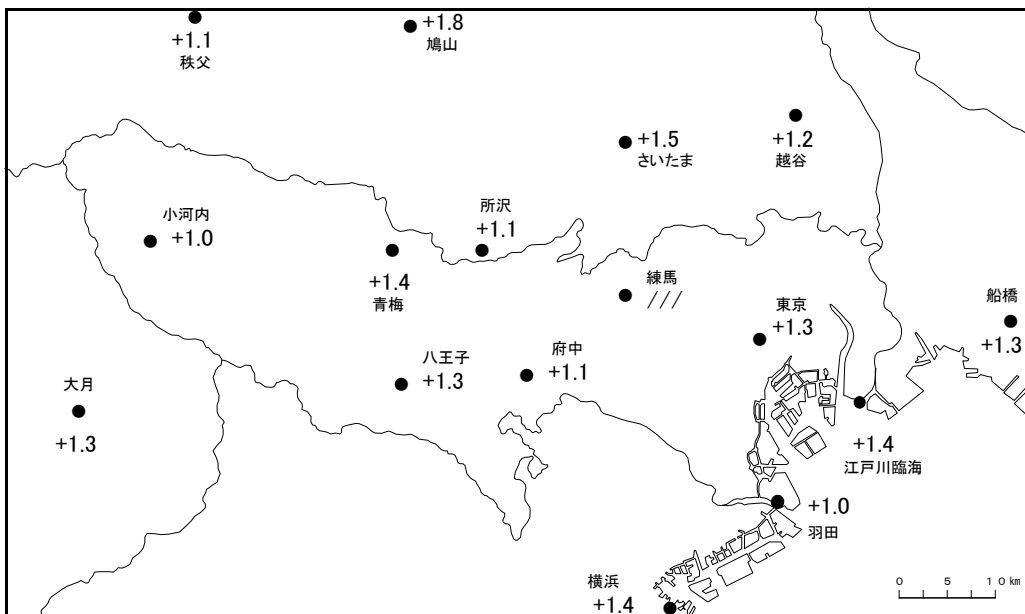 +1.1
秩父
+1.8
鳩山
+1.5
さいたま
+1.2
越谷
小河内
+1.0
所沢
+1.1
+1.4
青梅
練馬
///
東京
+1.3
船橋
+1.3
大月
+1.3
八王子
+1.3
府中
+1.1
+1.4
江戸川臨海
+1.0
羽田
横浜
+1.4
0 5 10km